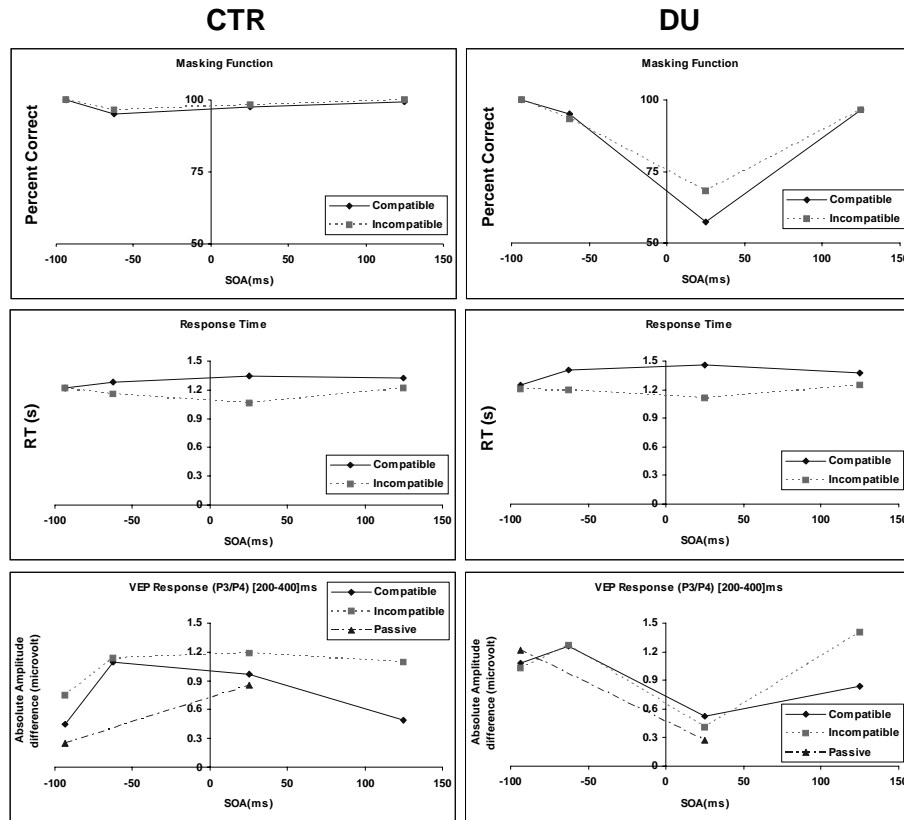 CTR
DU
Masking Function
Percent Correct
100
75
50
-100 -50 0 50 100 150
SOA(ms)
Compatible
Incompatible
Masking Function
Percent Correct
100
75
50
-100 -50 0 50 100 150
SOA(ms)
Compatible
Incompatible
Response Time
RT (s)
1.5
1.2
0.9
0.6
0.3
0
-100 -50 0 50 100 150
SOA(ms)
Compatible
Incompatible
Response Time
RT (s)
1.5
1.2
0.9
0.6
0.3
0
-100 -50 0 50 100 150
SOA(ms)
Compatible
Incompatible
VEP Response (P3/P4) [200-400]ms
Absolute Amplitude
difference (microvolt)
1.5
1.2
0.9
0.6
0.3
0
-100 -50 0 50 100 150
SOA(ms)
Compatible
Incompatible
Passive
VEP Response (P3/P4) [200-400]ms
Absolute Amplitude
difference (microvolt)
1.5
1.2
0.9
0.6
0.3
0
-100 -50 0 50 100 150
SOA(ms)
Compatible
Incompatible
Passive